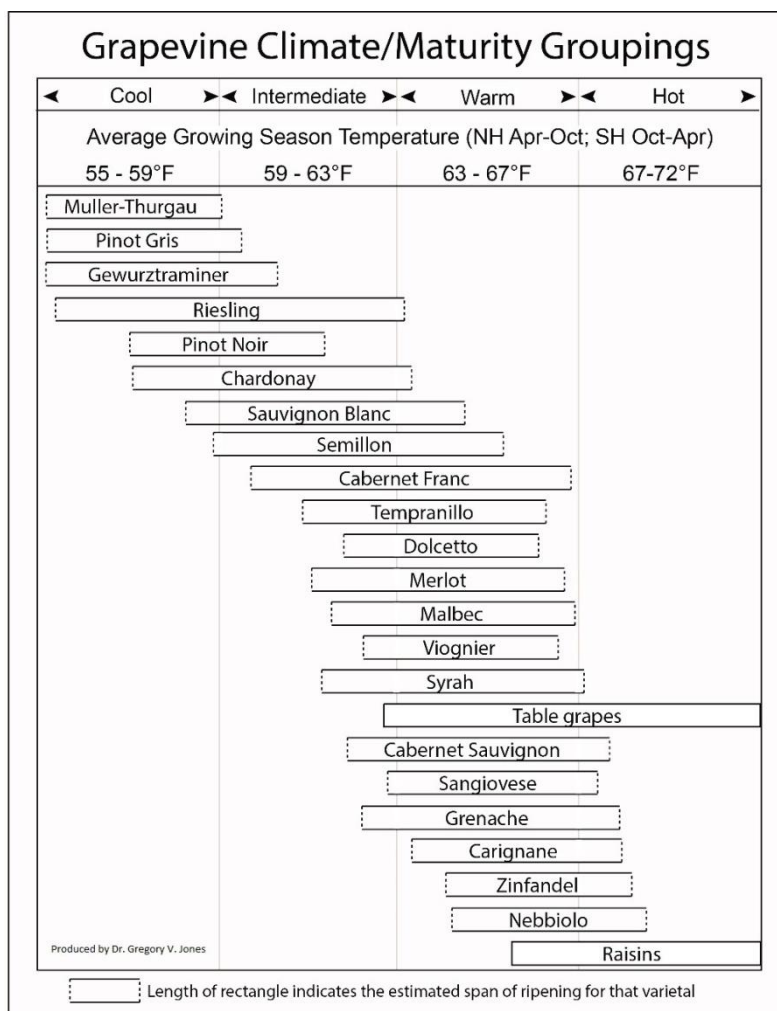 Grapevine Climate/Maturity Groupings
Cool Intermediate Warm Hot
Average Growing Season Temperature (NH Apr-Oct; SH Oct-Apr)
55 - 59°F 59 - 63°F 63 - 67°F 67-72°F
Muller-Thurgau
Pinot Gris
Gewurztraminer
Riesling
Pinot Noir
Chardonay
Sauvignon Blanc
Semillon
Cabernet Franc
Tempranillo
Dolcetto
Merlot
Malbec
Viognier
Syrah
Table grapes
Cabernet Sauvignon
Sangiovese
Grenache
Carignane
Zinfandel
Nebbiolo
Raisins
Produced by Dr. Gregory V. Jones
Length of rectangle indicates the estimated span of ripening for that varietal